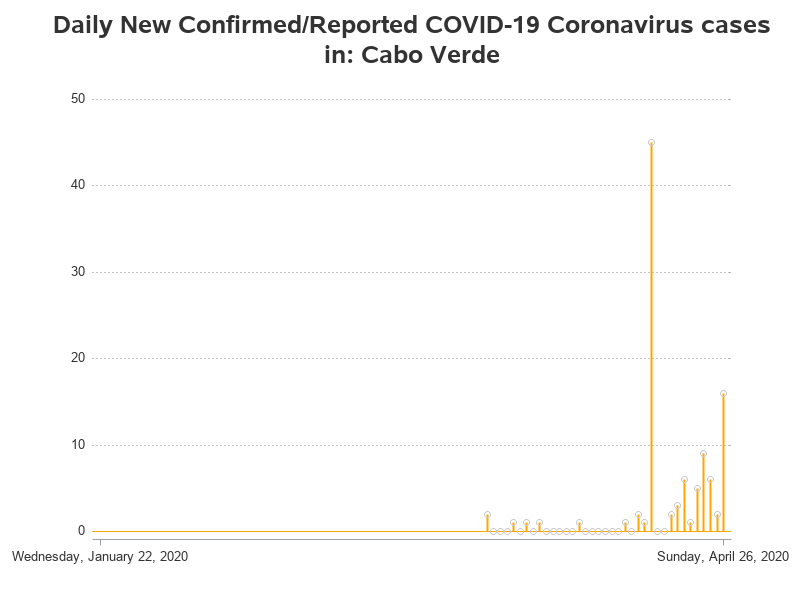 Daily New Confirmed/Reported COVID-19 Coronavirus cases
in: Cabo Verde
50
40
30
20
10
0
Wednesday, January 22, 2020
Sunday, April 26, 2020